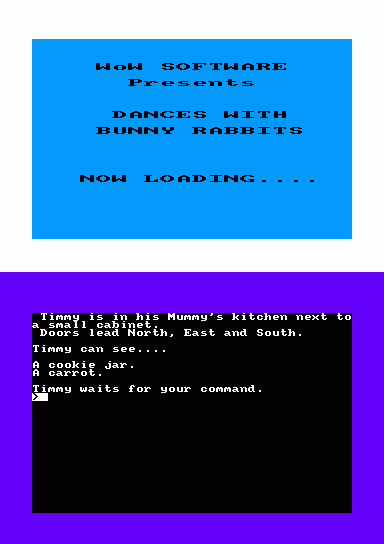 WoW SOFTWARE
Presents
DANCES WITH
BUNNY RABBITS
NOW LOADING....
Timmy is in his Mummy's kitchen next to
a small cabinet.
Doors lead North, East and South.
Timmy can see....
A cookie jar.
A carrot.
Timmy waits for your command.
>